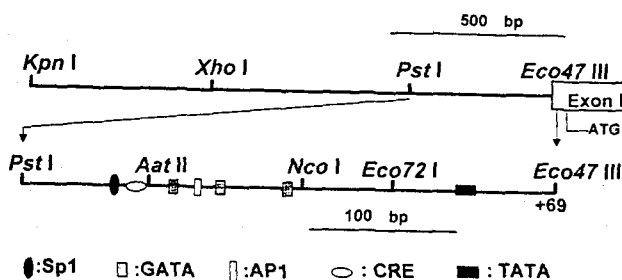 500 bp
Kpn I Xho I Pst I Eco47 III
Exon I
ATG
Pst I Aat II Nco I Eco72 I Eco47 III
+69
100 bp
:Sp1 :GATA :AP1 : CRE : TATA